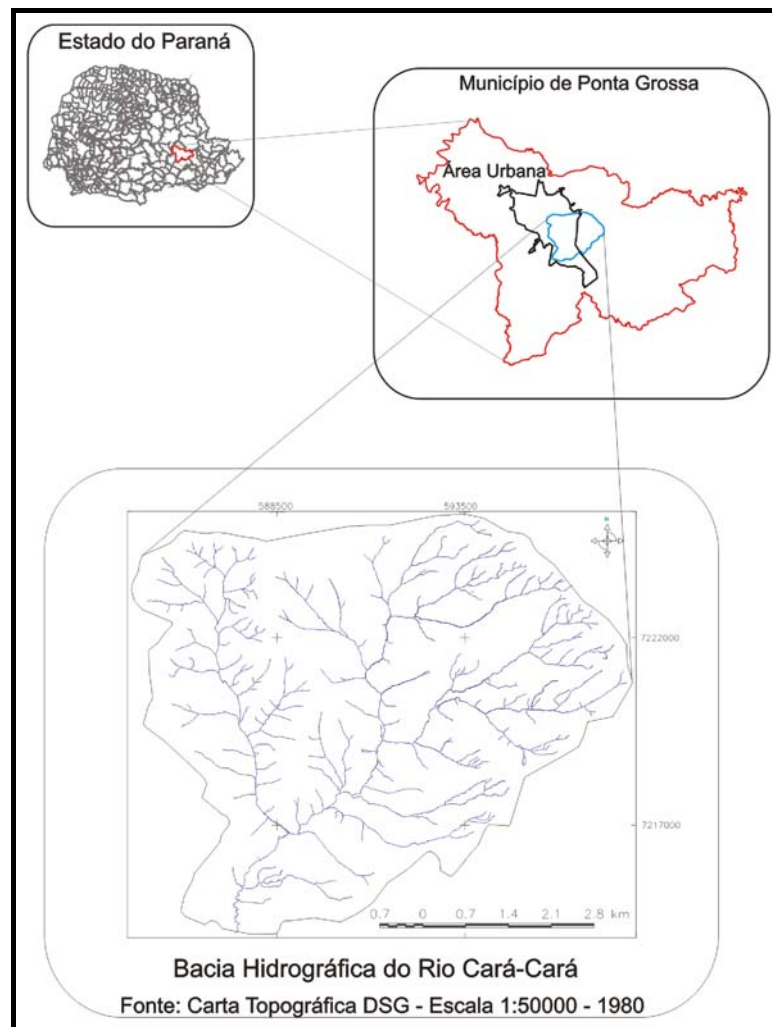 Estado do Paraná
Município de Ponta Grossa
Área Urbana
588500 593500
N
7222000
7217000
0.7 0 0.7 1.4 2.1 2.8 km
Bacia Hidrográfica do Rio Cará-Cará
Fonte: Carta Topográfica DSG - Escala 1:50000 - 1980